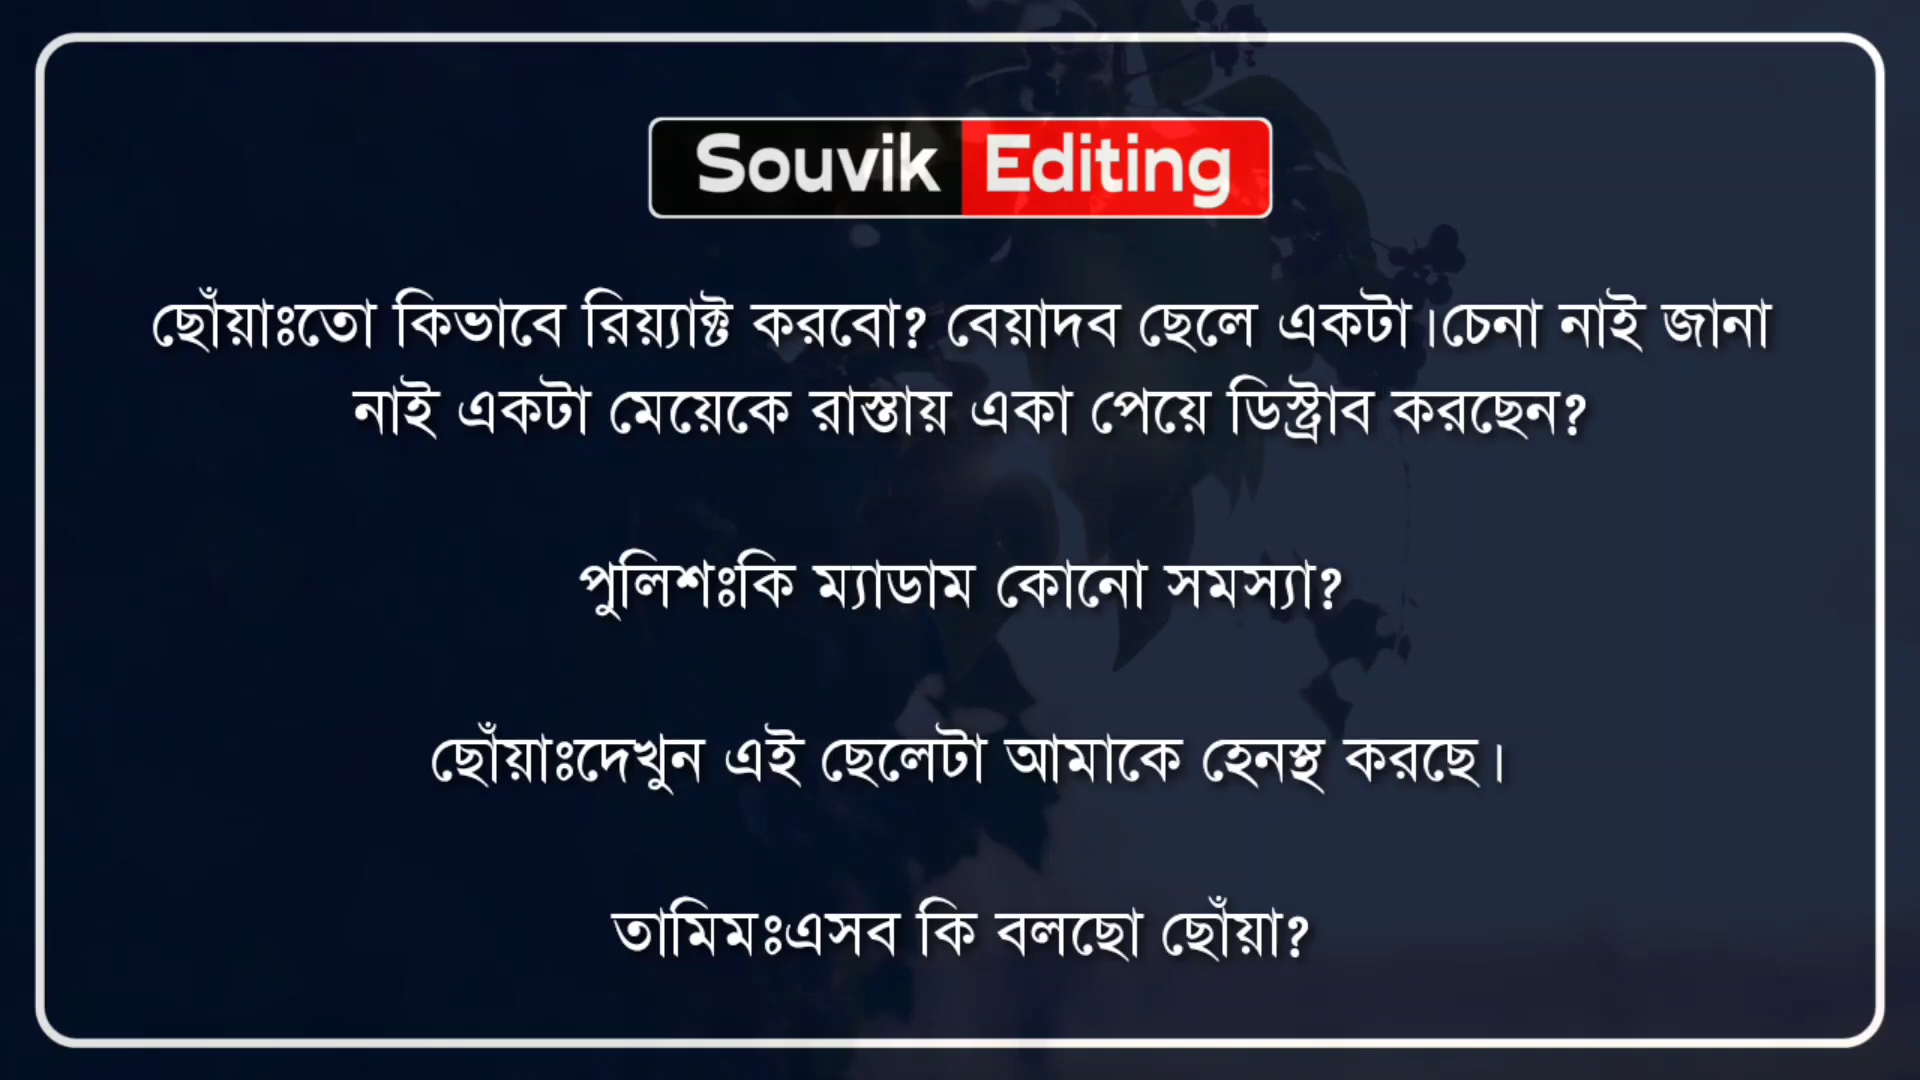 Souvik Editing
ছোঁয়াঃতো কিভাবে রিয়্যাক্ট করবো? বেয়াদব ছেলে একটা।চেনা নাই জানা
নাই একটা মেয়েকে রাস্তায় একা পেয়ে ডিস্ট্রাব করছেন?
পুলিশঃকি ম্যাডাম কোনো সমস্যা?
ছোঁয়াঃদেখুন এই ছেলেটা আমাকে হেনস্থ করছে।
তামিমঃএসব কি বলছো ছোঁয়া?